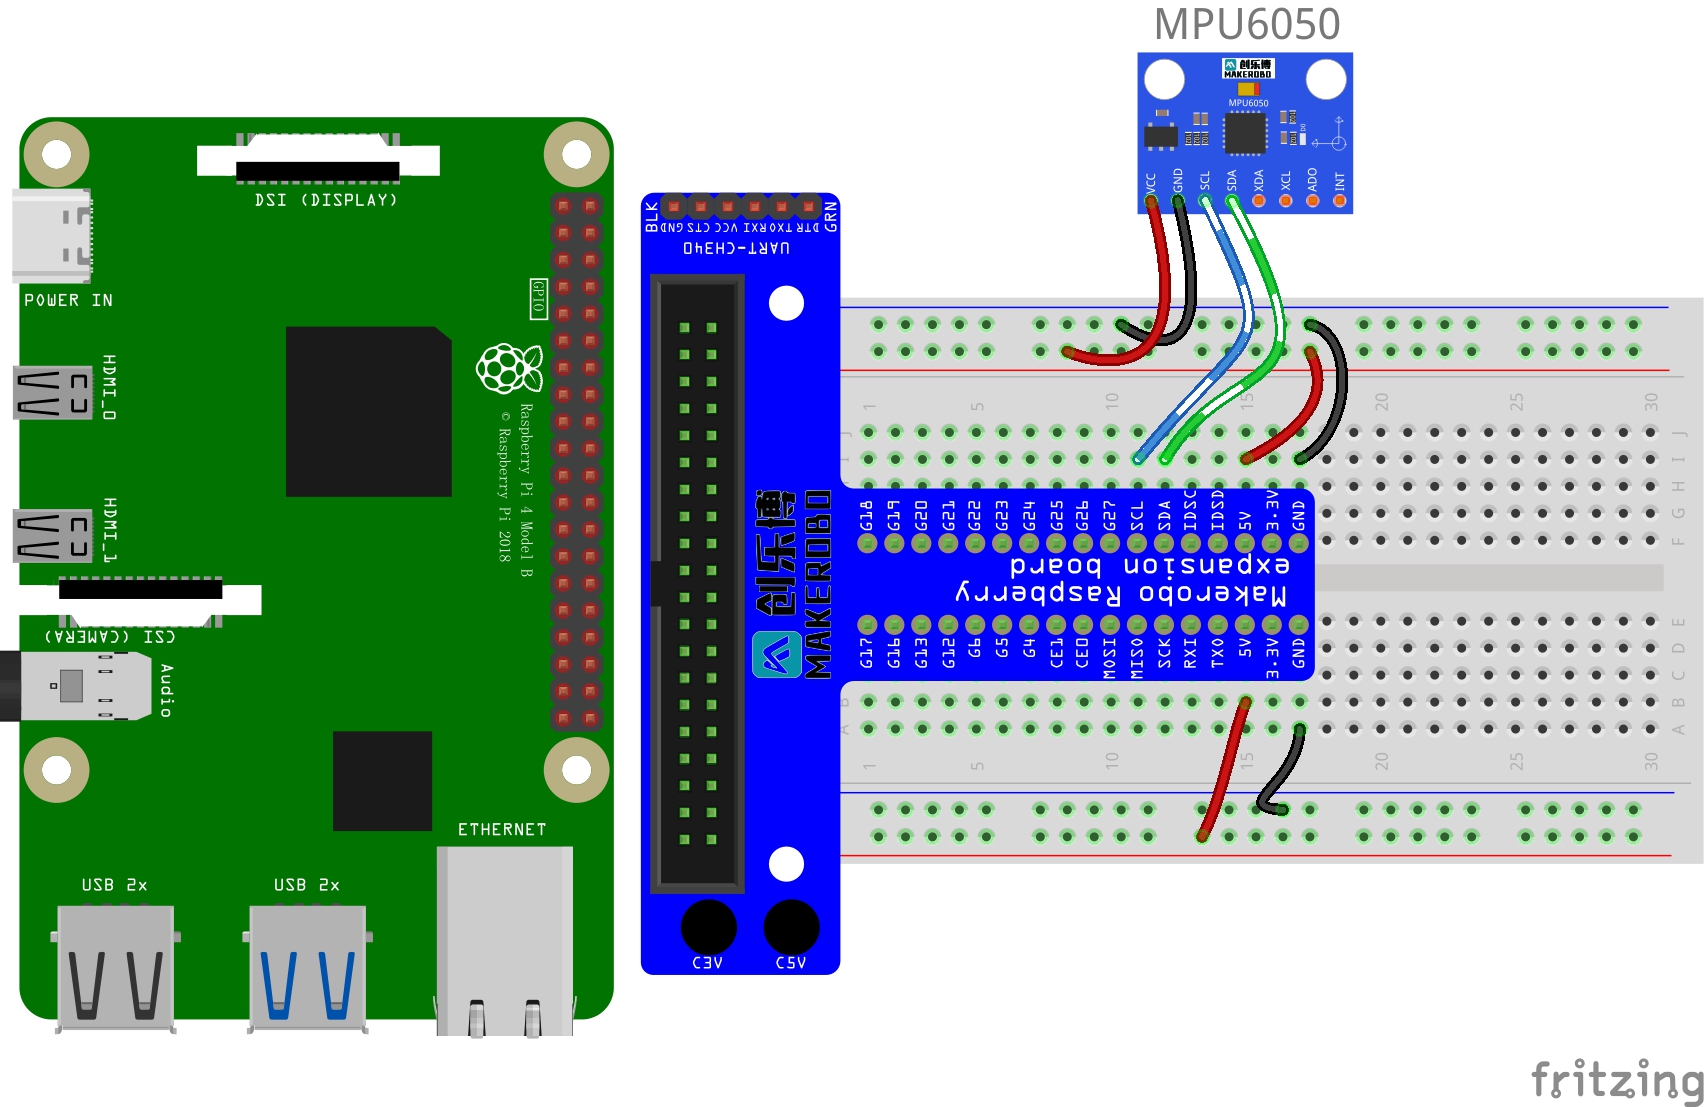 MPU6050
创乐博
MAKEROBO
MPU6050
VCC GND SCL SDA XDA XCL ADO INT
DSI (DISPLAY)
POWER IN
HDMI_0
HDMI_1
GPIO
Raspberry Pi 4 Model B
© Raspberry Pi 2018
CSI (CAMERA)
Audio
USB 2x
USB 2x
ETHERNET
BLK
GND CTS VCC RXI TXO DTR
GRN
UART-CH340
创乐博
MAKEROBO
C3V
C5V
G18 G19 G20 G21 G22 G23 G24 G25 G26 G27 SCL SDA IDSC IDSD 5V 3.3V GND
Makerobo Raspberry
expansion board
G17 G16 G13 G12 G6 G5 G4 CE1 CE0 MOSI MISO SCK RXI TXO 5V 3.3V GND
1 5 10 15 20 25 30
J J
I I
H
G
F
E
D
C
B B
A A
1 5 10 15 20 25 30
fritzing